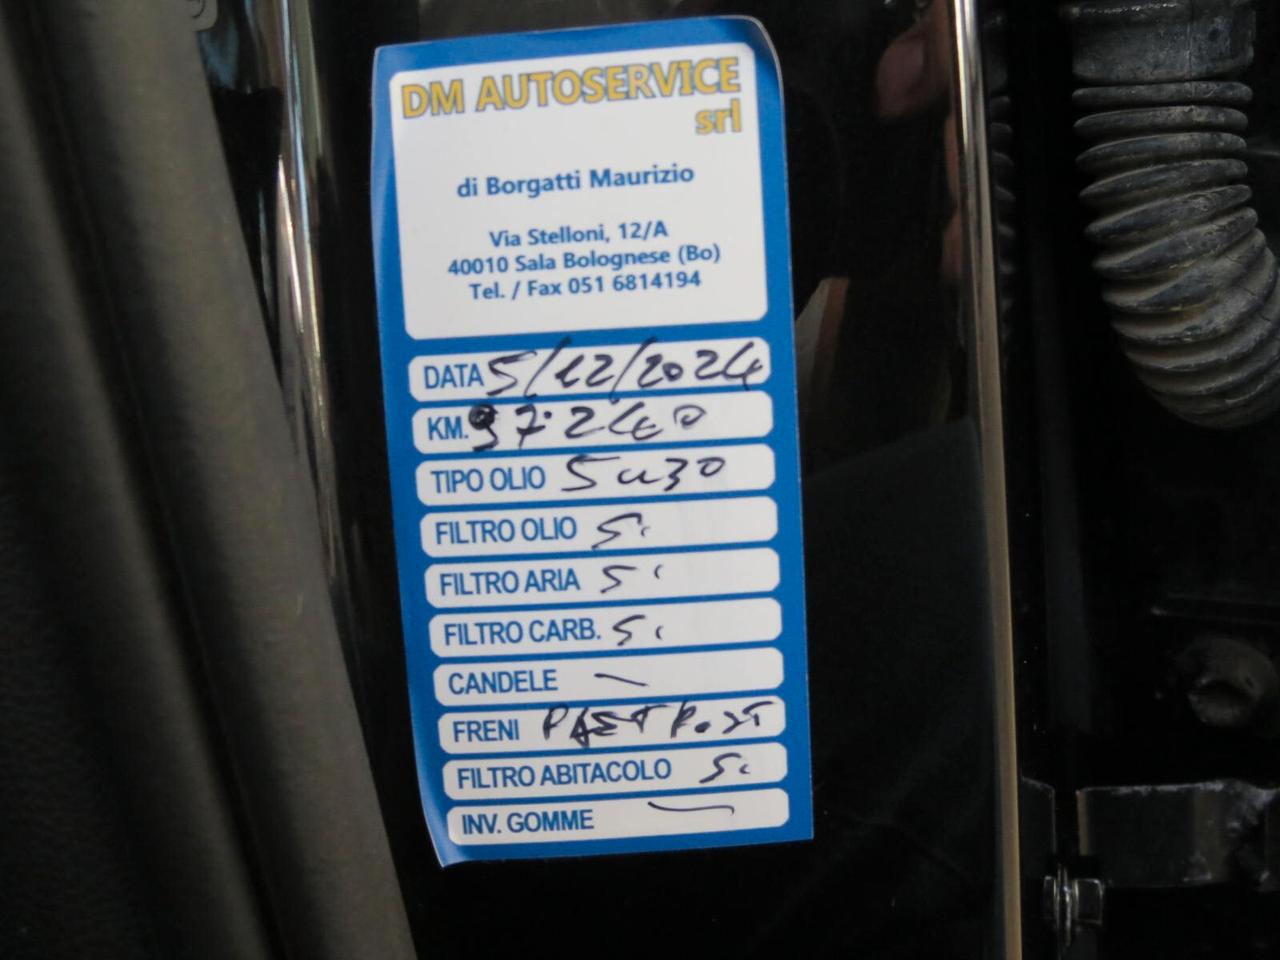 DM AUTOSERVICE
srl
di Borgatti Maurizio
Via Stelloni, 12/A
40010 Sala Bolognese (Bo)
Tel. / Fax 051 6814194
DATA 5/12/2024
KM. 97.240
TIPO OLIO 5w30
FILTRO OLIO Si
FILTRO ARIA Si
FILTRO CARB. Si
CANDELE —
FRENI PAST POST
FILTRO ABITACOLO Si
INV. GOMME —